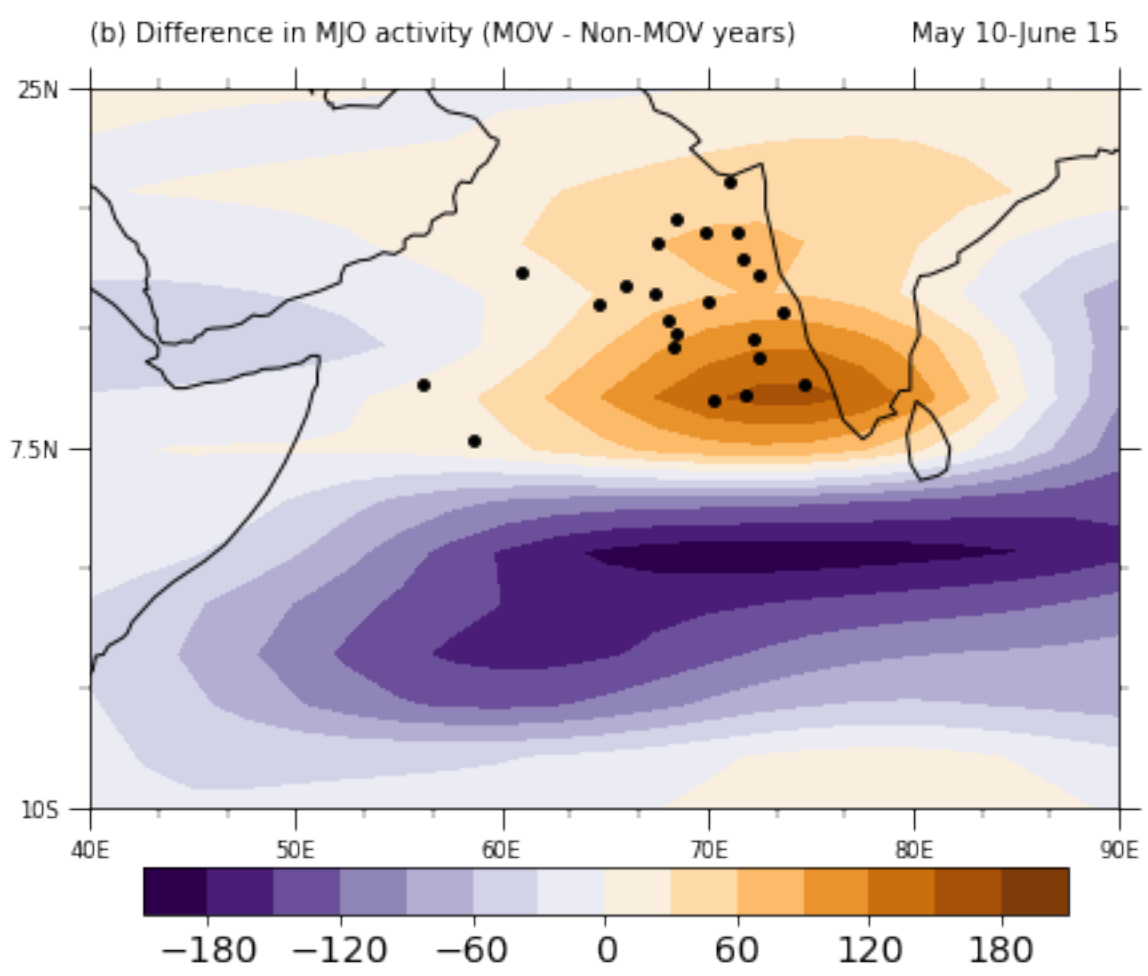 (b) Difference in MJO activity (MOV - Non-MOV years) May 10-June 15
25N
7.5N
10S
40E 50E 60E 70E 80E 90E
−180 −120 −60 0 60 120 180